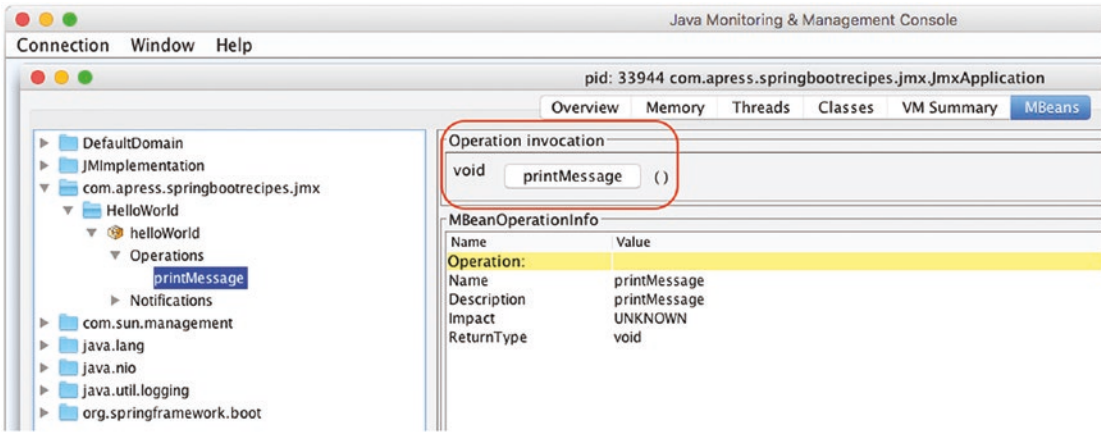 Java Monitoring & Management Console
Connection Window Help
pid: 33944 com.apress.springbootrecipes.jmx.JmxApplication
Overview Memory Threads Classes VM Summary MBeans
DefaultDomain
JMImplementation
com.apress.springbootrecipes.jmx
HelloWorld
helloWorld
Operations
printMessage
Notifications
com.sun.management
java.lang
java.nio
java.util.logging
org.springframework.boot
Operation invocation
void printMessage ()
MBeanOperationInfo
Name Value
Operation:
Name printMessage
Description printMessage
Impact UNKNOWN
ReturnType void